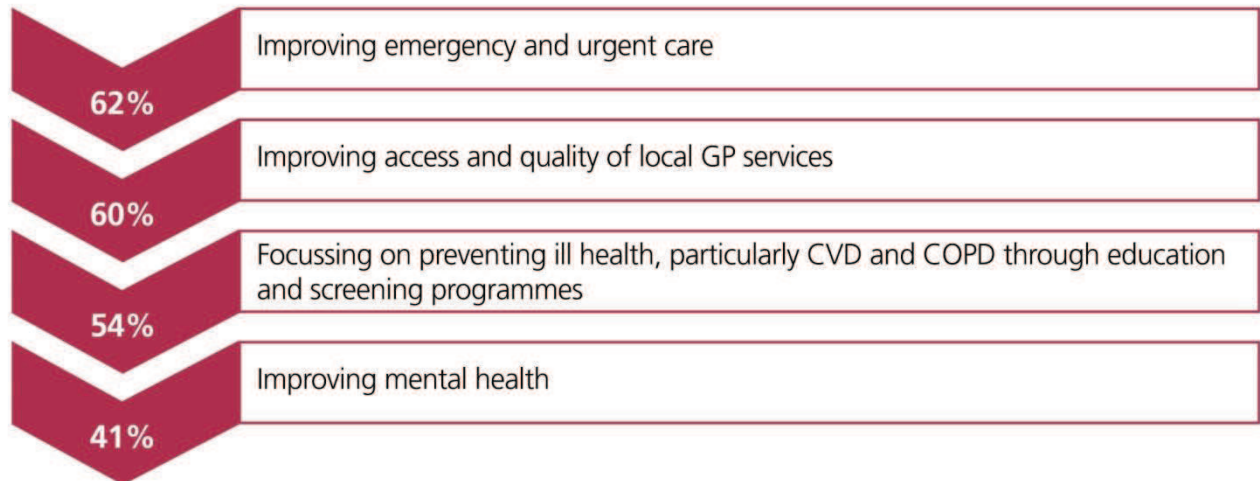 Improving emergency and urgent care
62%
Improving access and quality of local GP services
60%
Focussing on preventing ill health, particularly CVD and COPD through education
and screening programmes
54%
Improving mental health
41%